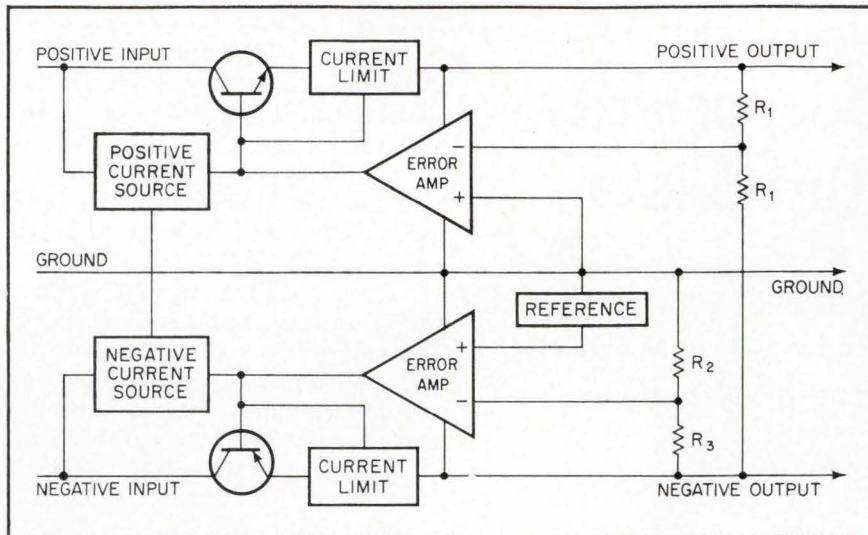 POSITIVE INPUT
CURRENT
LIMIT
POSITIVE OUTPUT
R1
POSITIVE
CURRENT
SOURCE
ERROR
AMP
−
+
R1
GROUND
GROUND
REFERENCE
NEGATIVE
CURRENT
SOURCE
ERROR
AMP
+
−
R2
R3
NEGATIVE INPUT
CURRENT
LIMIT
NEGATIVE OUTPUT